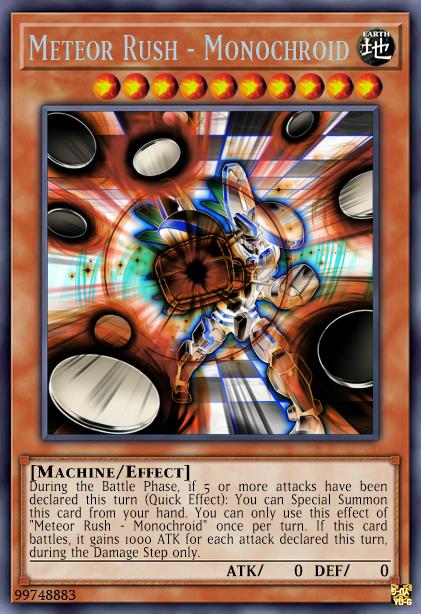 METEOR RUSH - MONOCHROID
EARTH
地
[MACHINE/EFFECT]
During the Battle Phase, if 5 or more attacks have been
declared this turn (Quick Effect): You can Special Summon
this card from your hand. You can only use this effect of
"Meteor Rush - Monochroid" once per turn. If this card
battles, it gains 1000 ATK for each attack declared this turn,
during the Damage Step only.
ATK/ 0 DEF/ 0
99748883